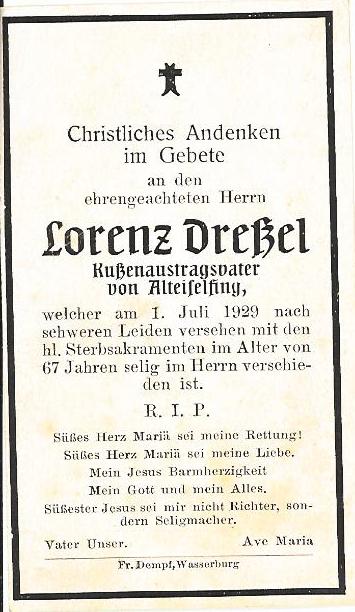 Christliches Andenken
im Gebete
an den
ehrengeachteten Herrn
Lorenz Dreßel
Kußenaustragsvater
von Alteiselfing,
welcher am 1. Juli 1929 nach
schweren Leiden versehen mit den
hl. Sterbsakramenten im Alter von
67 Jahren selig im Herrn verschie-
den ist.
R. I. P.
Süßes Herz Mariä sei meine Rettung!
Süßes Herz Mariä sei meine Liebe.
Mein Jesus Barmherzigkeit
Mein Gott und mein Alles.
Süßester Jesus sei mir nicht Richter, son-
dern Seligmacher.
Vater Unser. Ave Maria
Fr. Dempf, Wasserburg